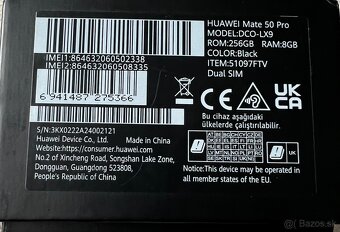 HUAWEI Mate 50 Pro
MODEL:DCO-LX9
ROM:256GB RAM:8GB
COLOR:Black
ITEM:51097FTV
Dual SIM
IMEI1:864632060502338
IMEI2:864632060508335
6 941487 275366
UK
CA
Bu cihaz aşağıdaki
ülkelerde çalıştırılabilir.
S/N:3KX0222A24002121
Huawei Device Co., Ltd. Made in China
https://consumer.huawei.com
No.2 of Xincheng Road, Songshan Lake Zone,
Dongguan, Guangdong 523808,
People's Republic of China
UK
This device may be operated
in all member states of the EU.
bazos.sk